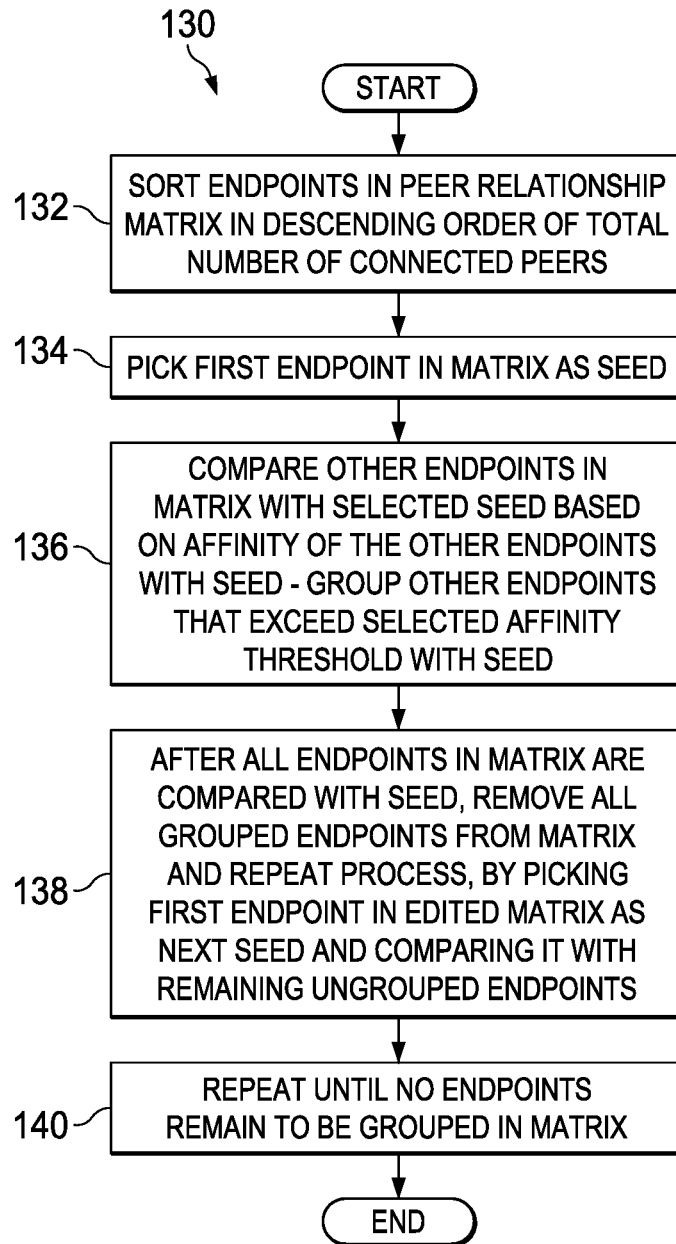 130
START
132
SORT ENDPOINTS IN PEER RELATIONSHIP
MATRIX IN DESCENDING ORDER OF TOTAL
NUMBER OF CONNECTED PEERS
134
PICK FIRST ENDPOINT IN MATRIX AS SEED
136
COMPARE OTHER ENDPOINTS IN
MATRIX WITH SELECTED SEED BASED
ON AFFINITY OF THE OTHER ENDPOINTS
WITH SEED - GROUP OTHER ENDPOINTS
THAT EXCEED SELECTED AFFINITY
THRESHOLD WITH SEED
138
AFTER ALL ENDPOINTS IN MATRIX ARE
COMPARED WITH SEED, REMOVE ALL
GROUPED ENDPOINTS FROM MATRIX
AND REPEAT PROCESS, BY PICKING
FIRST ENDPOINT IN EDITED MATRIX AS
NEXT SEED AND COMPARING IT WITH
REMAINING UNGROUPED ENDPOINTS
140
REPEAT UNTIL NO ENDPOINTS
REMAIN TO BE GROUPED IN MATRIX
END